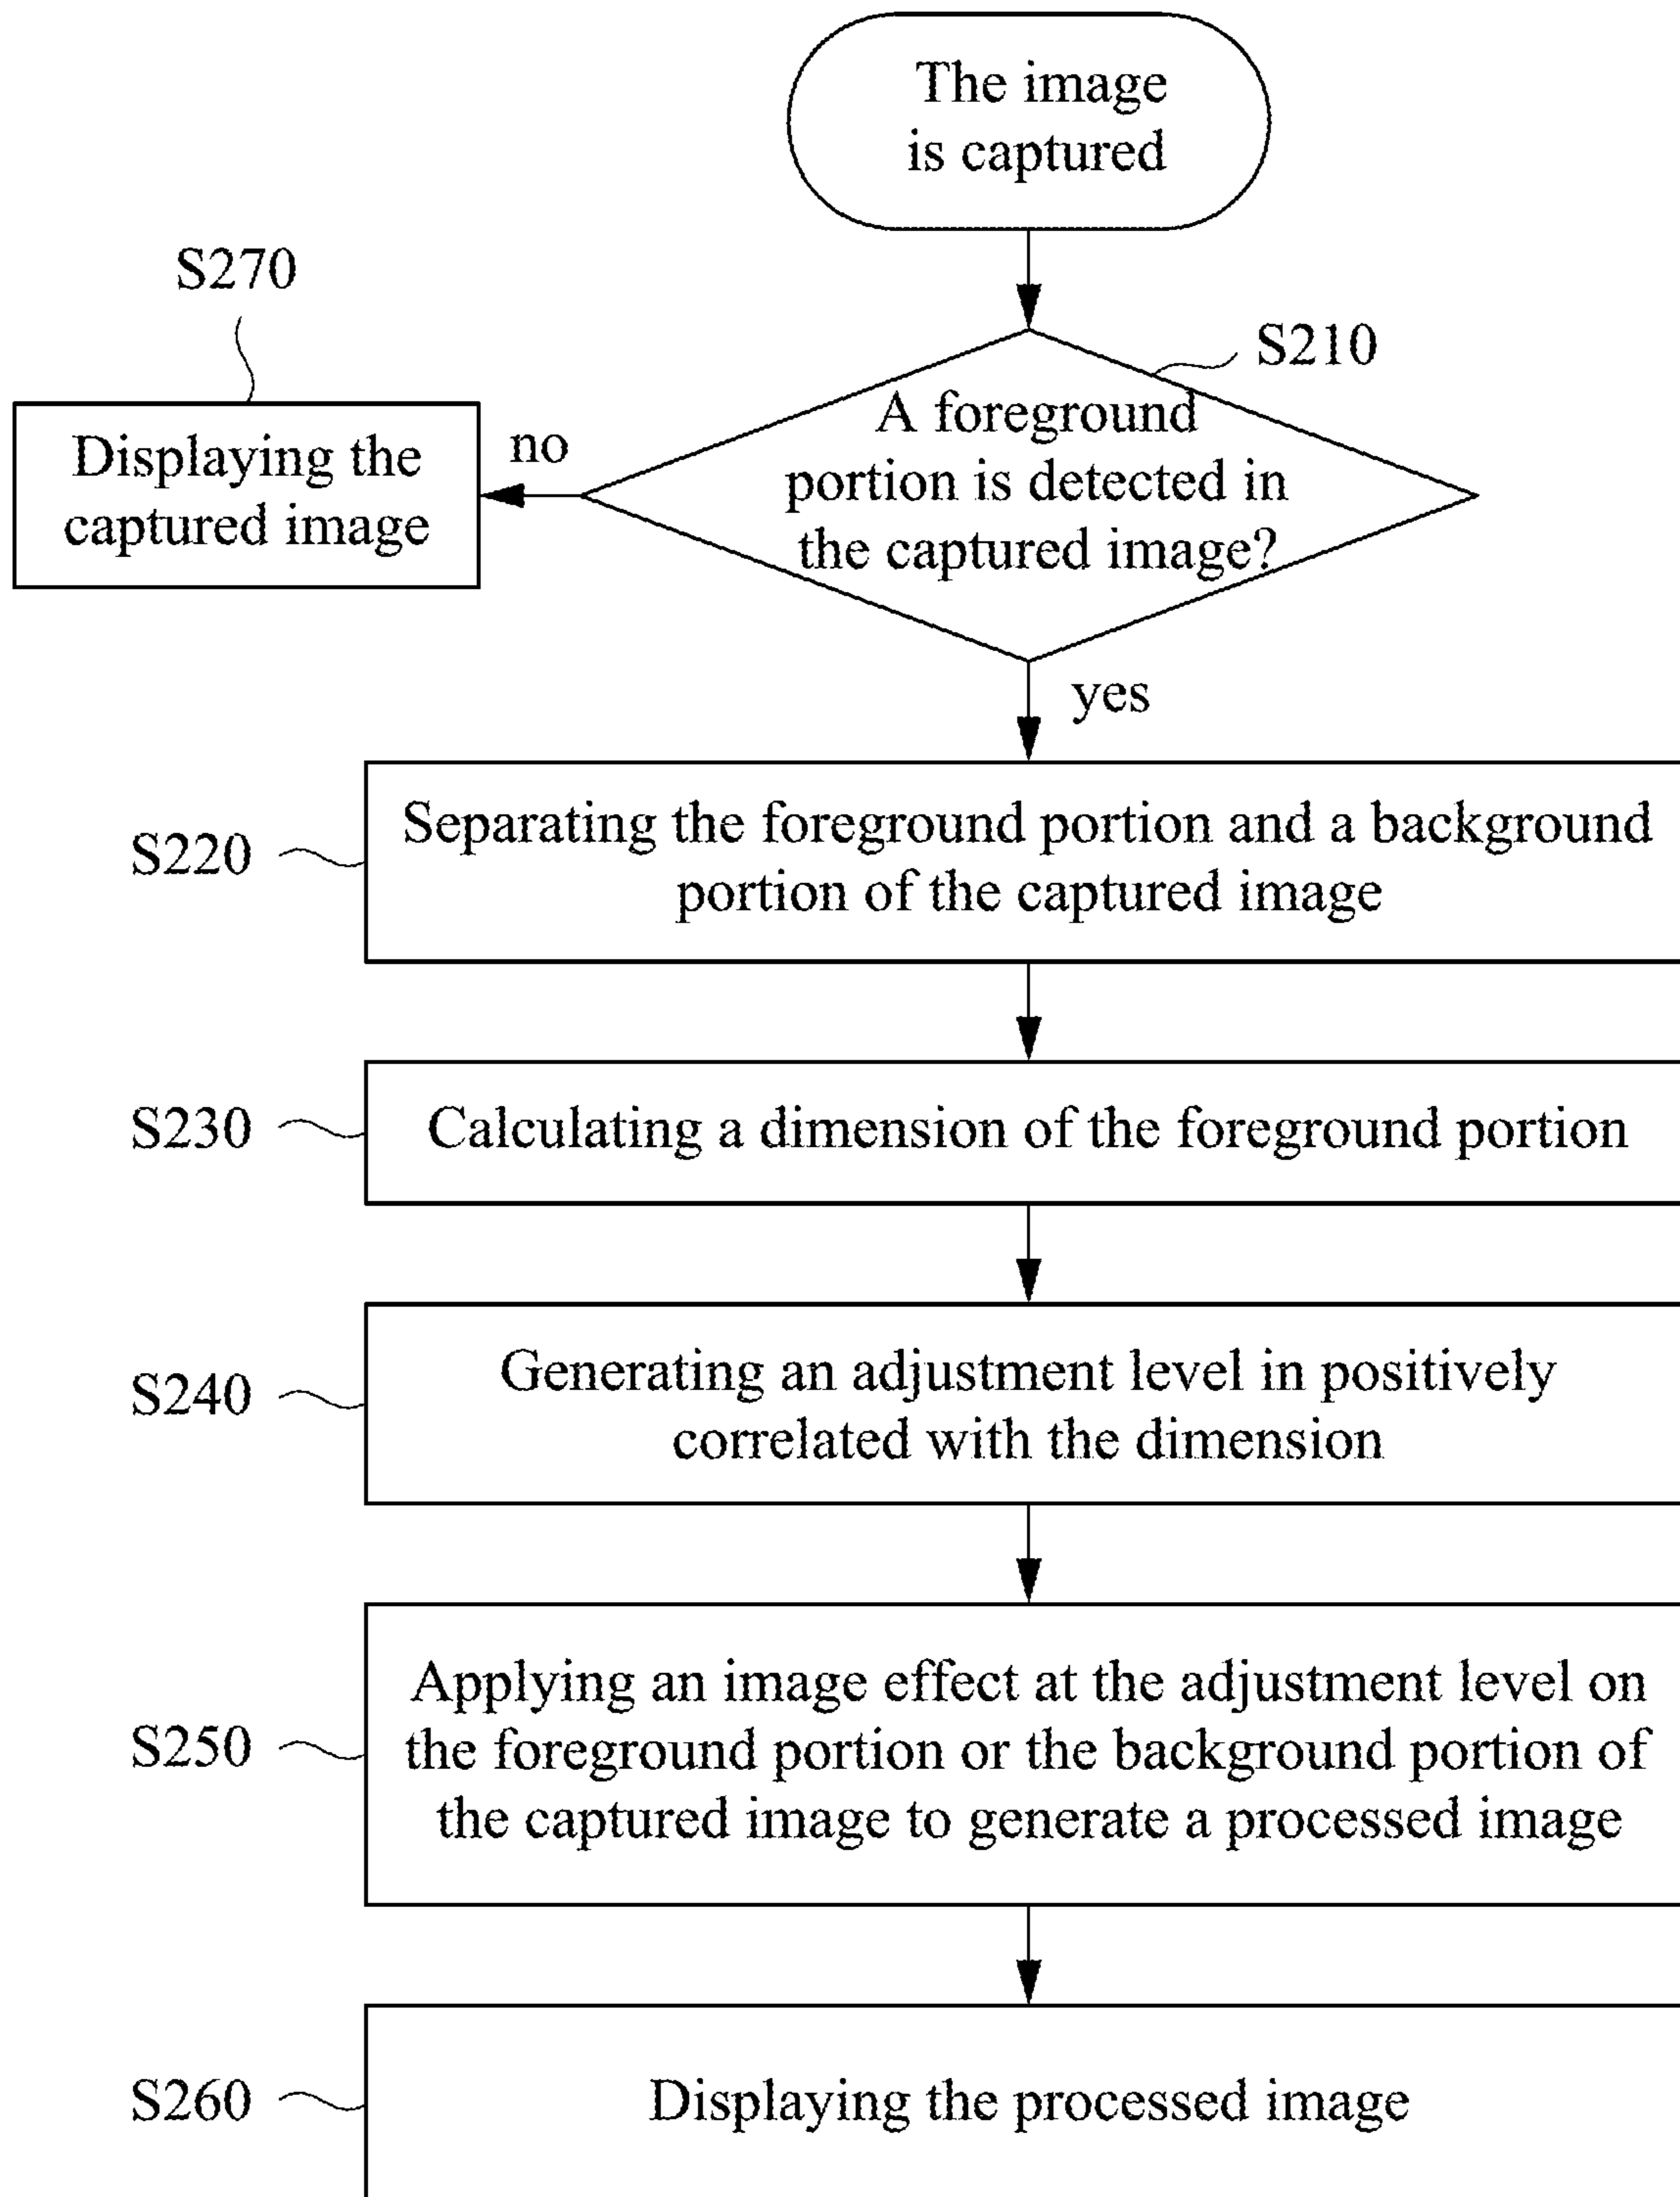 The image
is captured
S270
S210
A foreground
portion is detected in
the captured image?
no
Displaying the
captured image
yes
S220
Separating the foreground portion and a background
portion of the captured image
S230
Calculating a dimension of the foreground portion
S240
Generating an adjustment level in positively
correlated with the dimension
S250
Applying an image effect at the adjustment level on
the foreground portion or the background portion of
the captured image to generate a processed image
S260
Displaying the processed image